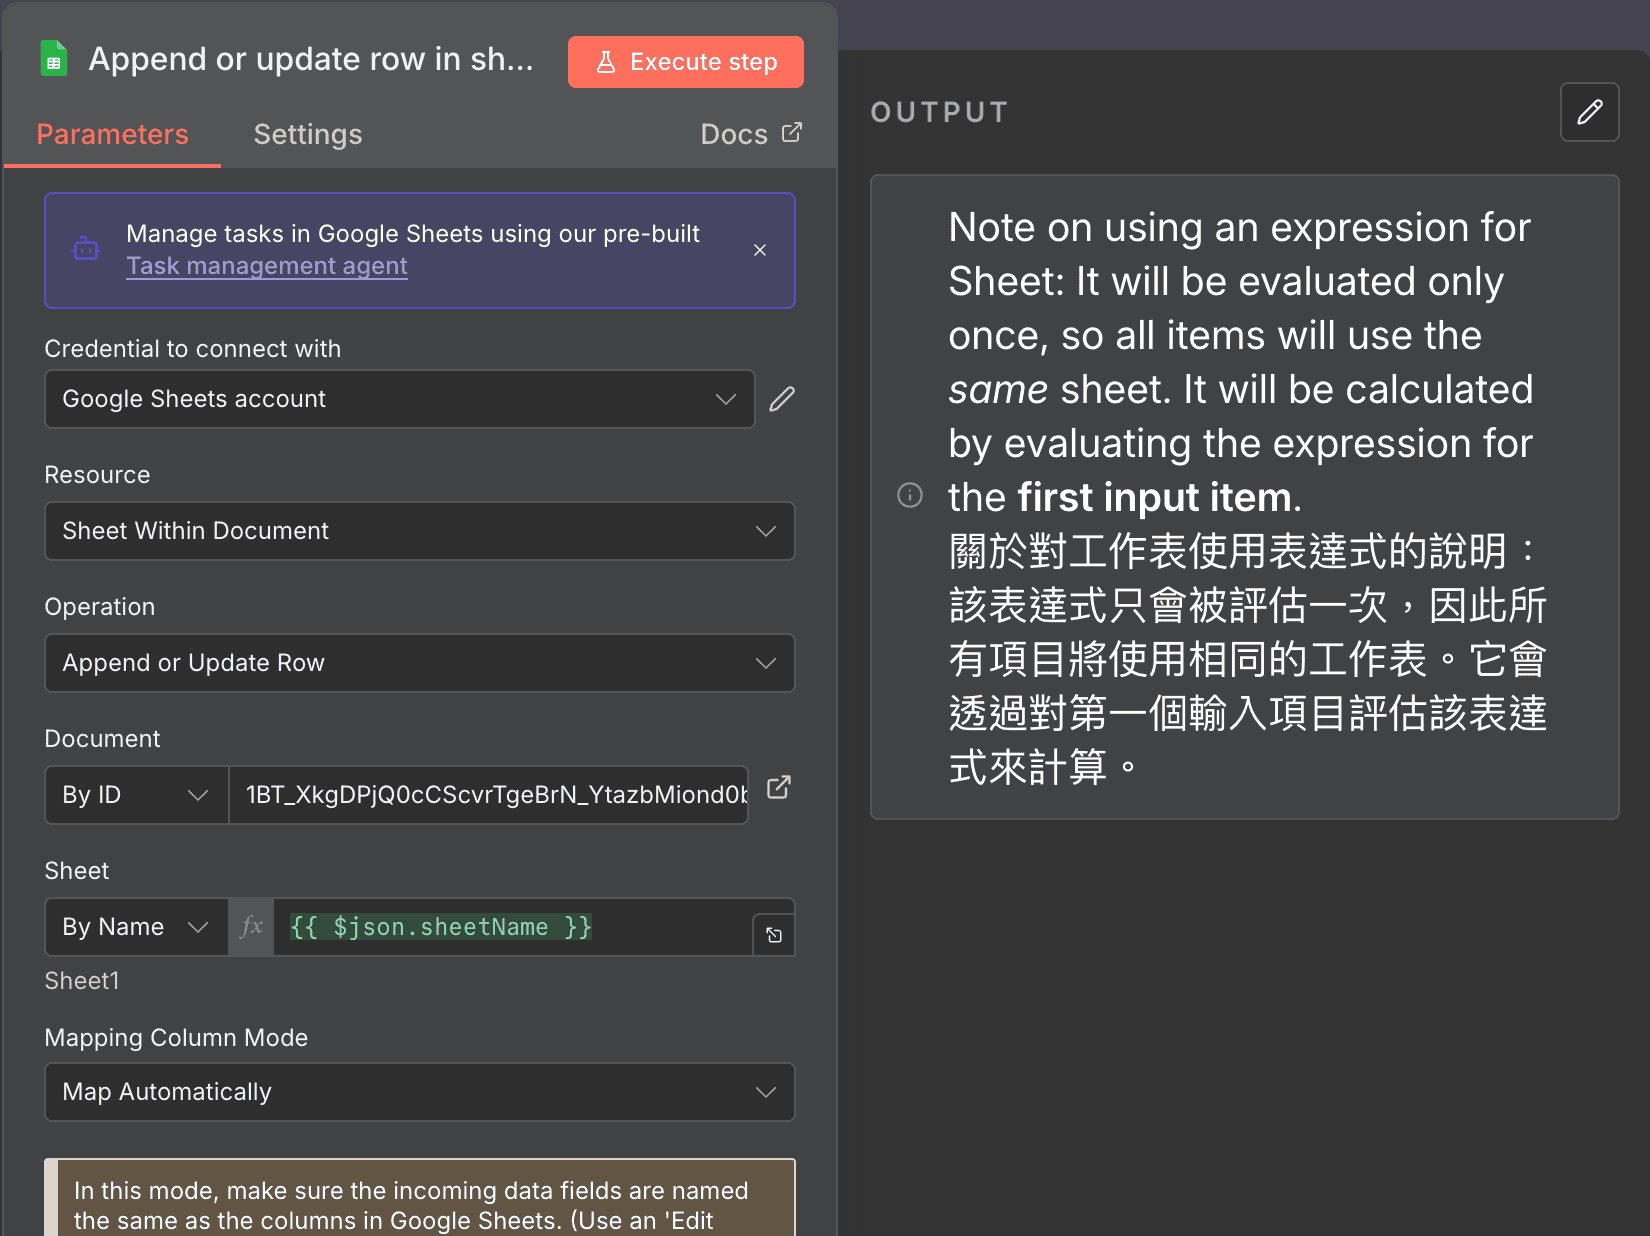 Append or update row in sh...
Execute step
Parameters
Settings
Docs
Manage tasks in Google Sheets using our pre-built
Task management agent
Credential to connect with
Google Sheets account
Resource
Sheet Within Document
Operation
Append or Update Row
Document
By ID
1BT_XkgDPjQ0cCScvrTgeBrN_YtazbMiond0b
Sheet
By Name
fx
{{ $json.sheetName }}
Sheet1
Mapping Column Mode
Map Automatically
In this mode, make sure the incoming data fields are named
the same as the columns in Google Sheets. (Use an 'Edit
OUTPUT
Note on using an expression for
Sheet: It will be evaluated only
once, so all items will use the
same sheet. It will be calculated
by evaluating the expression for
the first input item.
關於對工作表使用表達式的說明：
該表達式只會被評估一次，因此所
有項目將使用相同的工作表。它會
透過對第一個輸入項目評估該表達
式來計算。